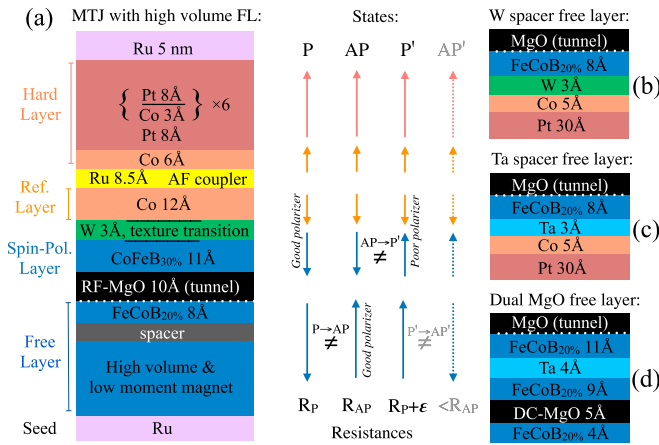 (a)
MTJ with high volume FL:
Hard
Layer
Ref.
Layer
Spin-Pol.
Layer
Free
Layer
Seed
Ru 5 nm
{ Pt 8Å
Co 3Å } ×6
Pt 8Å
Co 6Å
Ru 8.5Å AF coupler
Co 12Å
W 3Å, texture transition
CoFeB30% 11Å
RF-MgO 10Å (tunnel)
FeCoB20% 8Å
spacer
High volume &
low moment magnet
Ru
States:
P AP P' AP'
Good polarizer
AP→P'
≠
Poor polarizer
P→AP
≠
Good polarizer
P'→AP'
≠
RP RAP RP+ε <RAP
Resistances
W spacer free layer:
MgO (tunnel)
FeCoB20% 8Å
W 3Å
Co 5Å
Pt 30Å
(b)
Ta spacer free layer:
MgO (tunnel)
FeCoB20% 8Å
Ta 3Å
Co 5Å
Pt 30Å
(c)
Dual MgO free layer:
MgO (tunnel)
FeCoB20% 11Å
Ta 4Å
FeCoB20% 9Å
DC-MgO 5Å
FeCoB20% 4Å
(d)